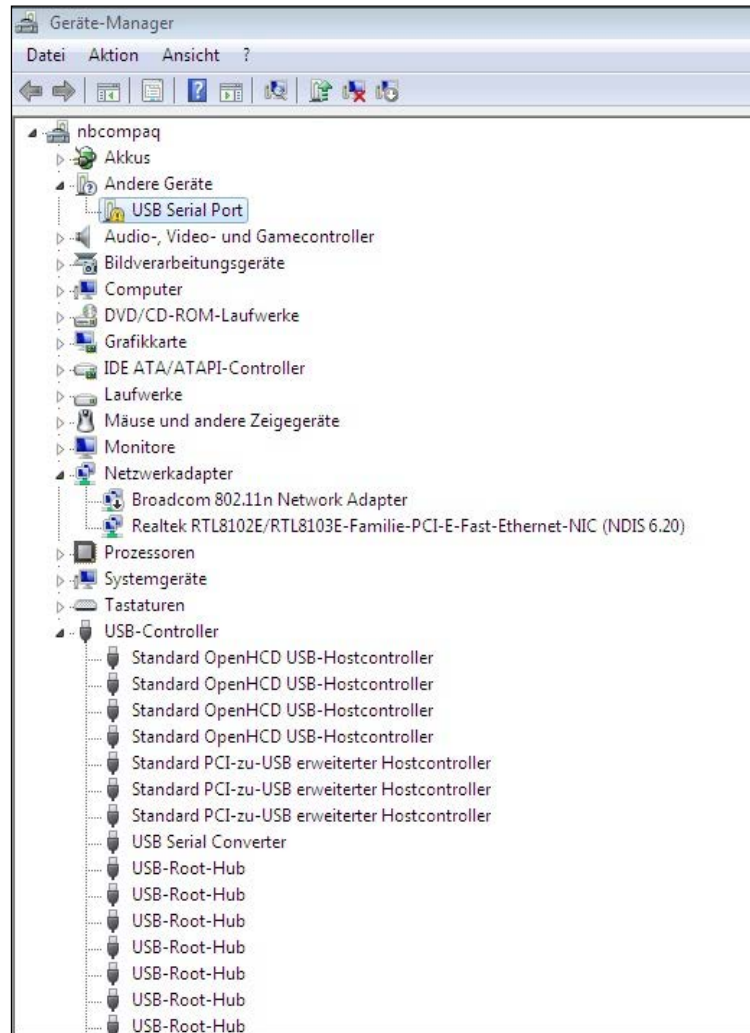 Geräte-Manager
Datei Aktion Ansicht ?
nbcompaq
Akkus
Andere Geräte
USB Serial Port
Audio-, Video- und Gamecontroller
Bildverarbeitungsgeräte
Computer
DVD/CD-ROM-Laufwerke
Grafikkarte
IDE ATA/ATAPI-Controller
Laufwerke
Mäuse und andere Zeigegeräte
Monitore
Netzwerkadapter
Broadcom 802.11n Network Adapter
Realtek RTL8102E/RTL8103E-Familie-PCI-E-Fast-Ethernet-NIC (NDIS 6.20)
Prozessoren
Systemgeräte
Tastaturen
USB-Controller
Standard OpenHCD USB-Hostcontroller
Standard OpenHCD USB-Hostcontroller
Standard OpenHCD USB-Hostcontroller
Standard OpenHCD USB-Hostcontroller
Standard PCI-zu-USB erweiterter Hostcontroller
Standard PCI-zu-USB erweiterter Hostcontroller
Standard PCI-zu-USB erweiterter Hostcontroller
USB Serial Converter
USB-Root-Hub
USB-Root-Hub
USB-Root-Hub
USB-Root-Hub
USB-Root-Hub
USB-Root-Hub
USB-Root-Hub